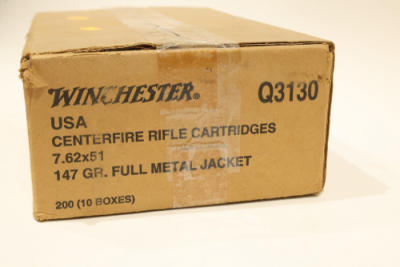 WINCHESTER® Q3130
USA
CENTERFIRE RIFLE CARTRIDGES
7.62x51
147 GR. FULL METAL JACKET
200 (10 BOXES)